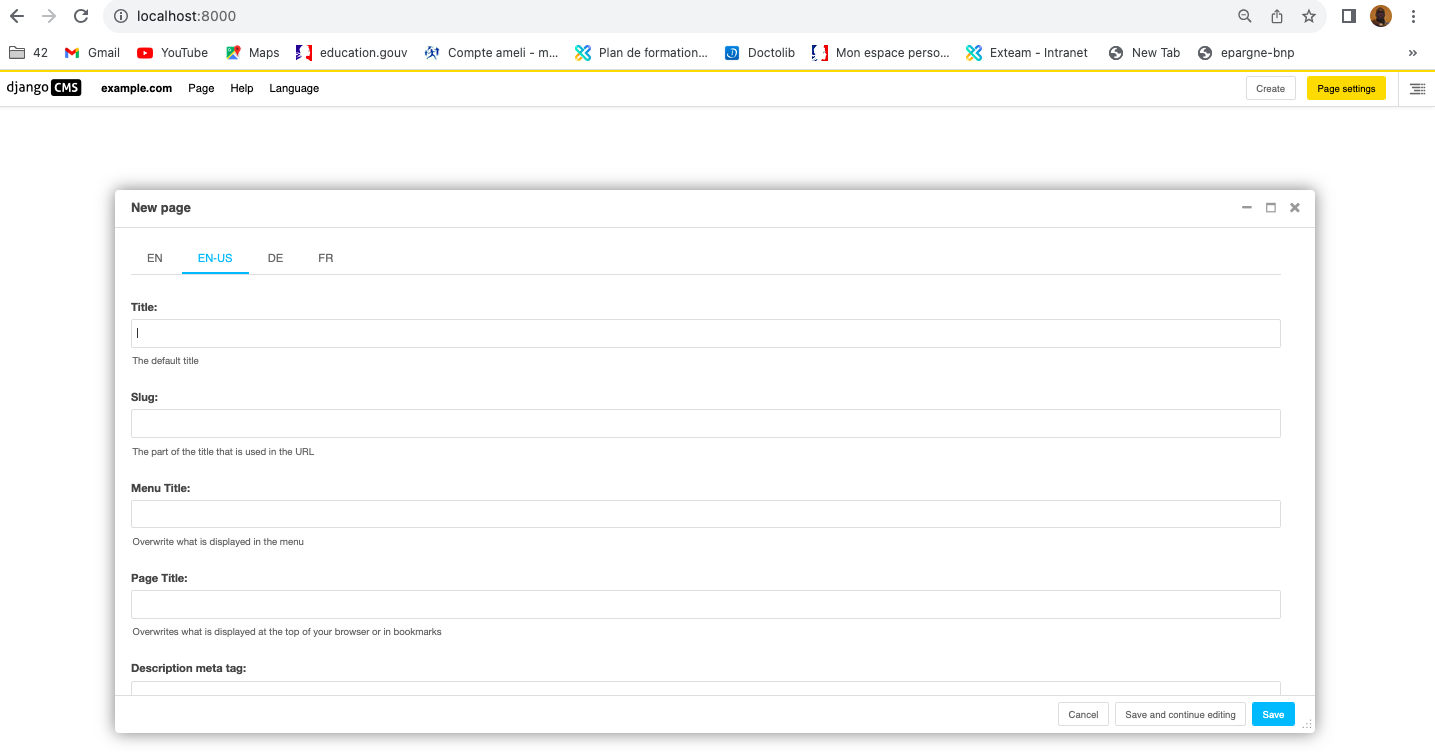 localhost:8000
42 Gmail YouTube Maps education.gouv Compte ameli - m... Plan de formation... Doctolib Mon espace perso... Exteam - Intranet New Tab epargne-bnp »
django CMS example.com Page Help Language Create Page settings
New page
EN EN-US DE FR
Title:
The default title
Slug:
The part of the title that is used in the URL
Menu Title:
Overwrite what is displayed in the menu
Page Title:
Overwrites what is displayed at the top of your browser or in bookmarks
Description meta tag:
Cancel Save and continue editing Save